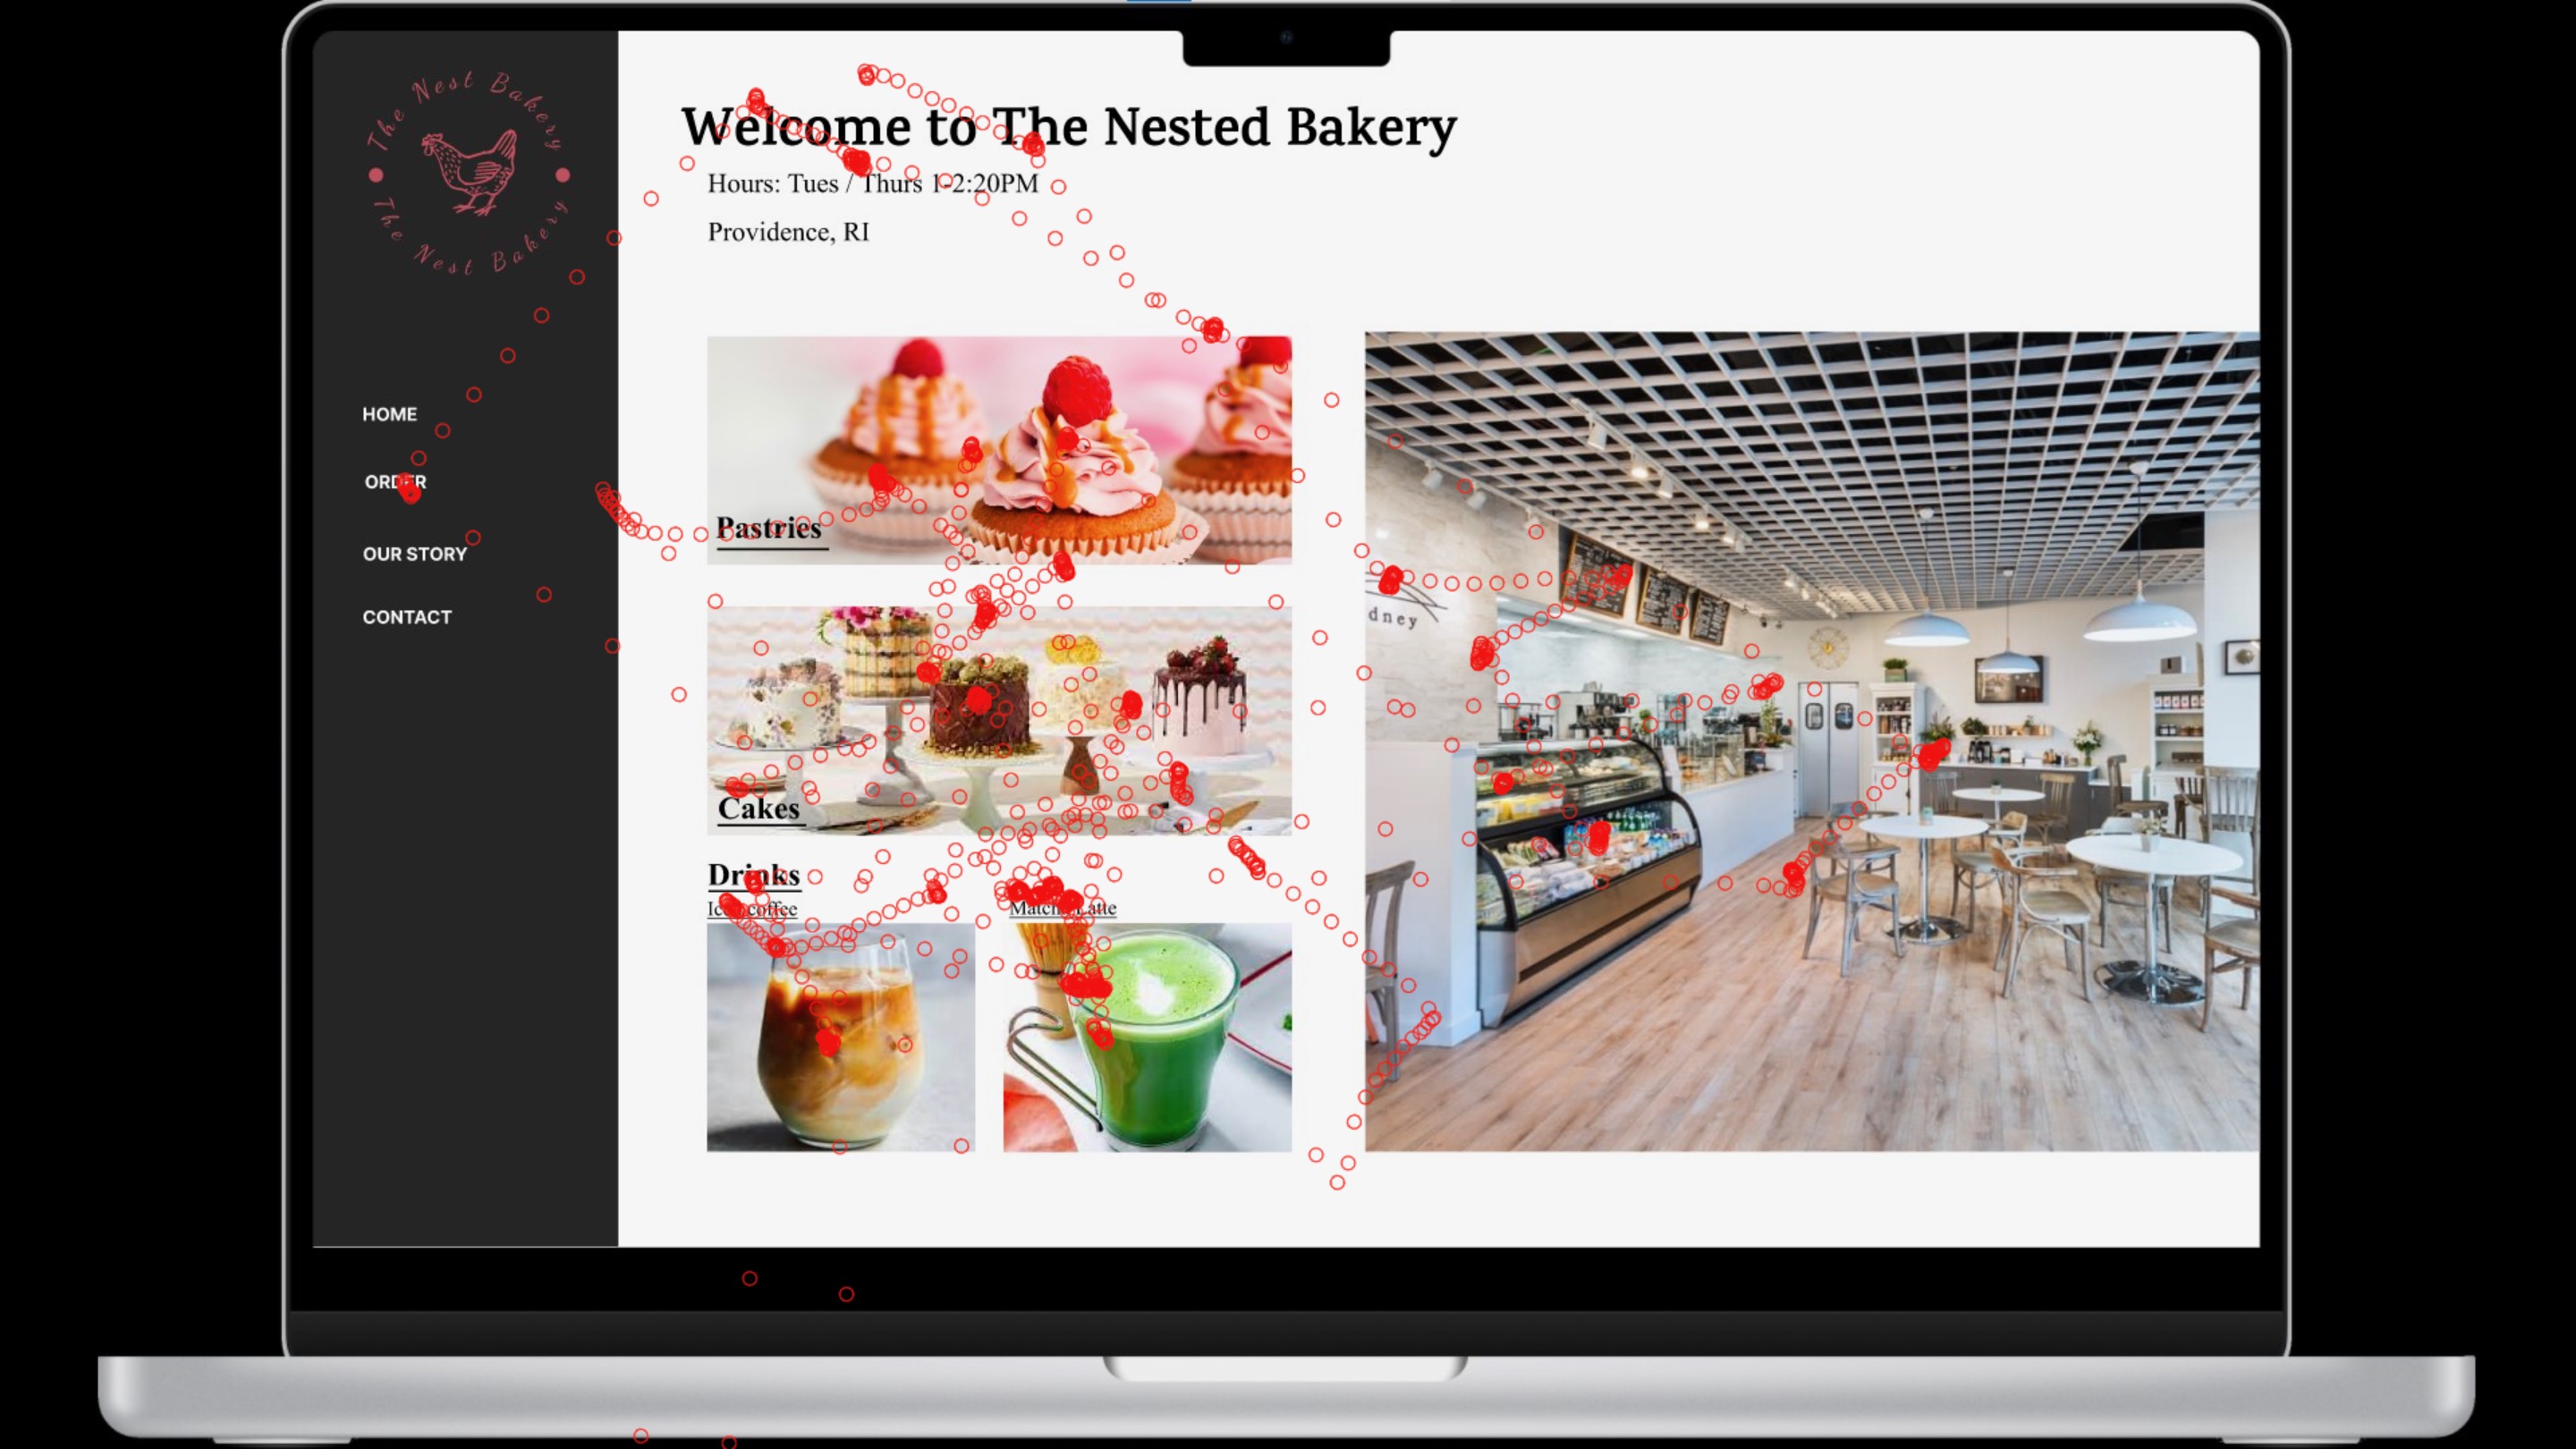 The Nest Bakery
The Nest Bakery
HOME
ORDER
OUR STORY
CONTACT
Welcome to The Nested Bakery
Hours: Tues / Thurs 1-2:20PM
Providence, RI
Pastries
Cakes
Drinks
Iced coffee
Matcha Latte
dney